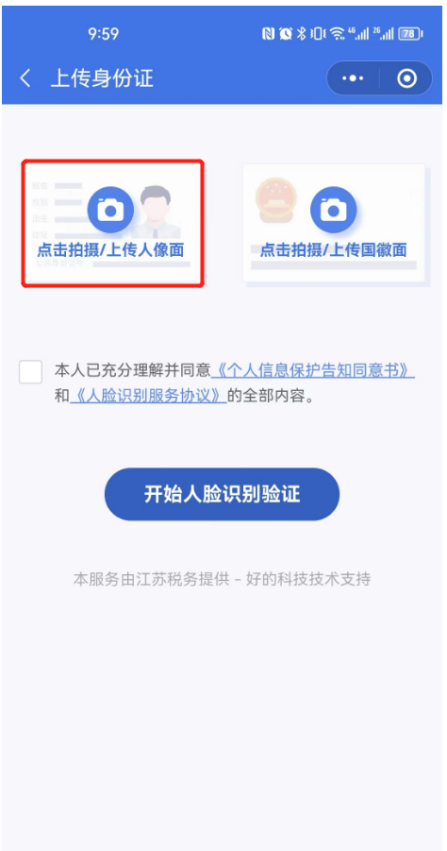 9:59
78
上传身份证
点击拍摄/上传人像面
点击拍摄/上传国徽面
本人已充分理解并同意《个人信息保护告知同意书》
和《人脸识别服务协议》的全部内容。
开始人脸识别验证
本服务由江苏税务提供 - 好的科技技术支持